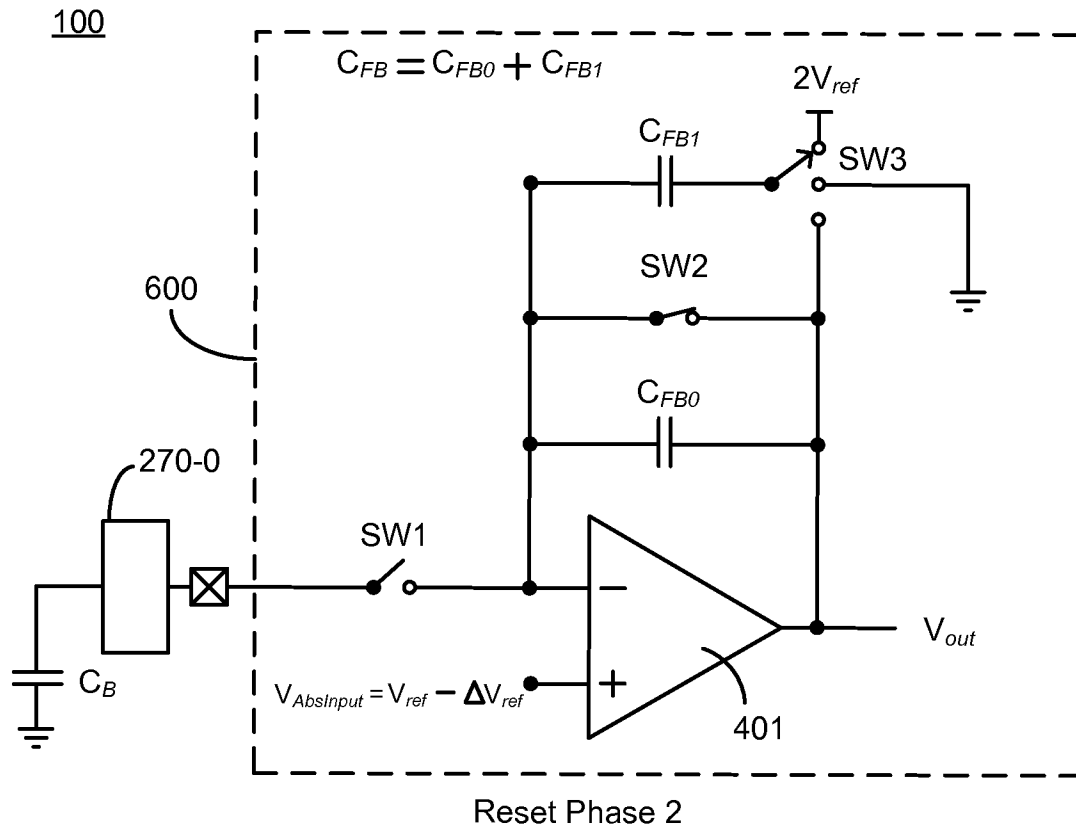 100
C_FB = C_FB0 + C_FB1
2V_ref
C_FB1
SW3
SW2
600
C_FB0
270-0
SW1
−
V_out
C_B
V_AbsInput = V_ref − ΔV_ref
+
401
Reset Phase 2